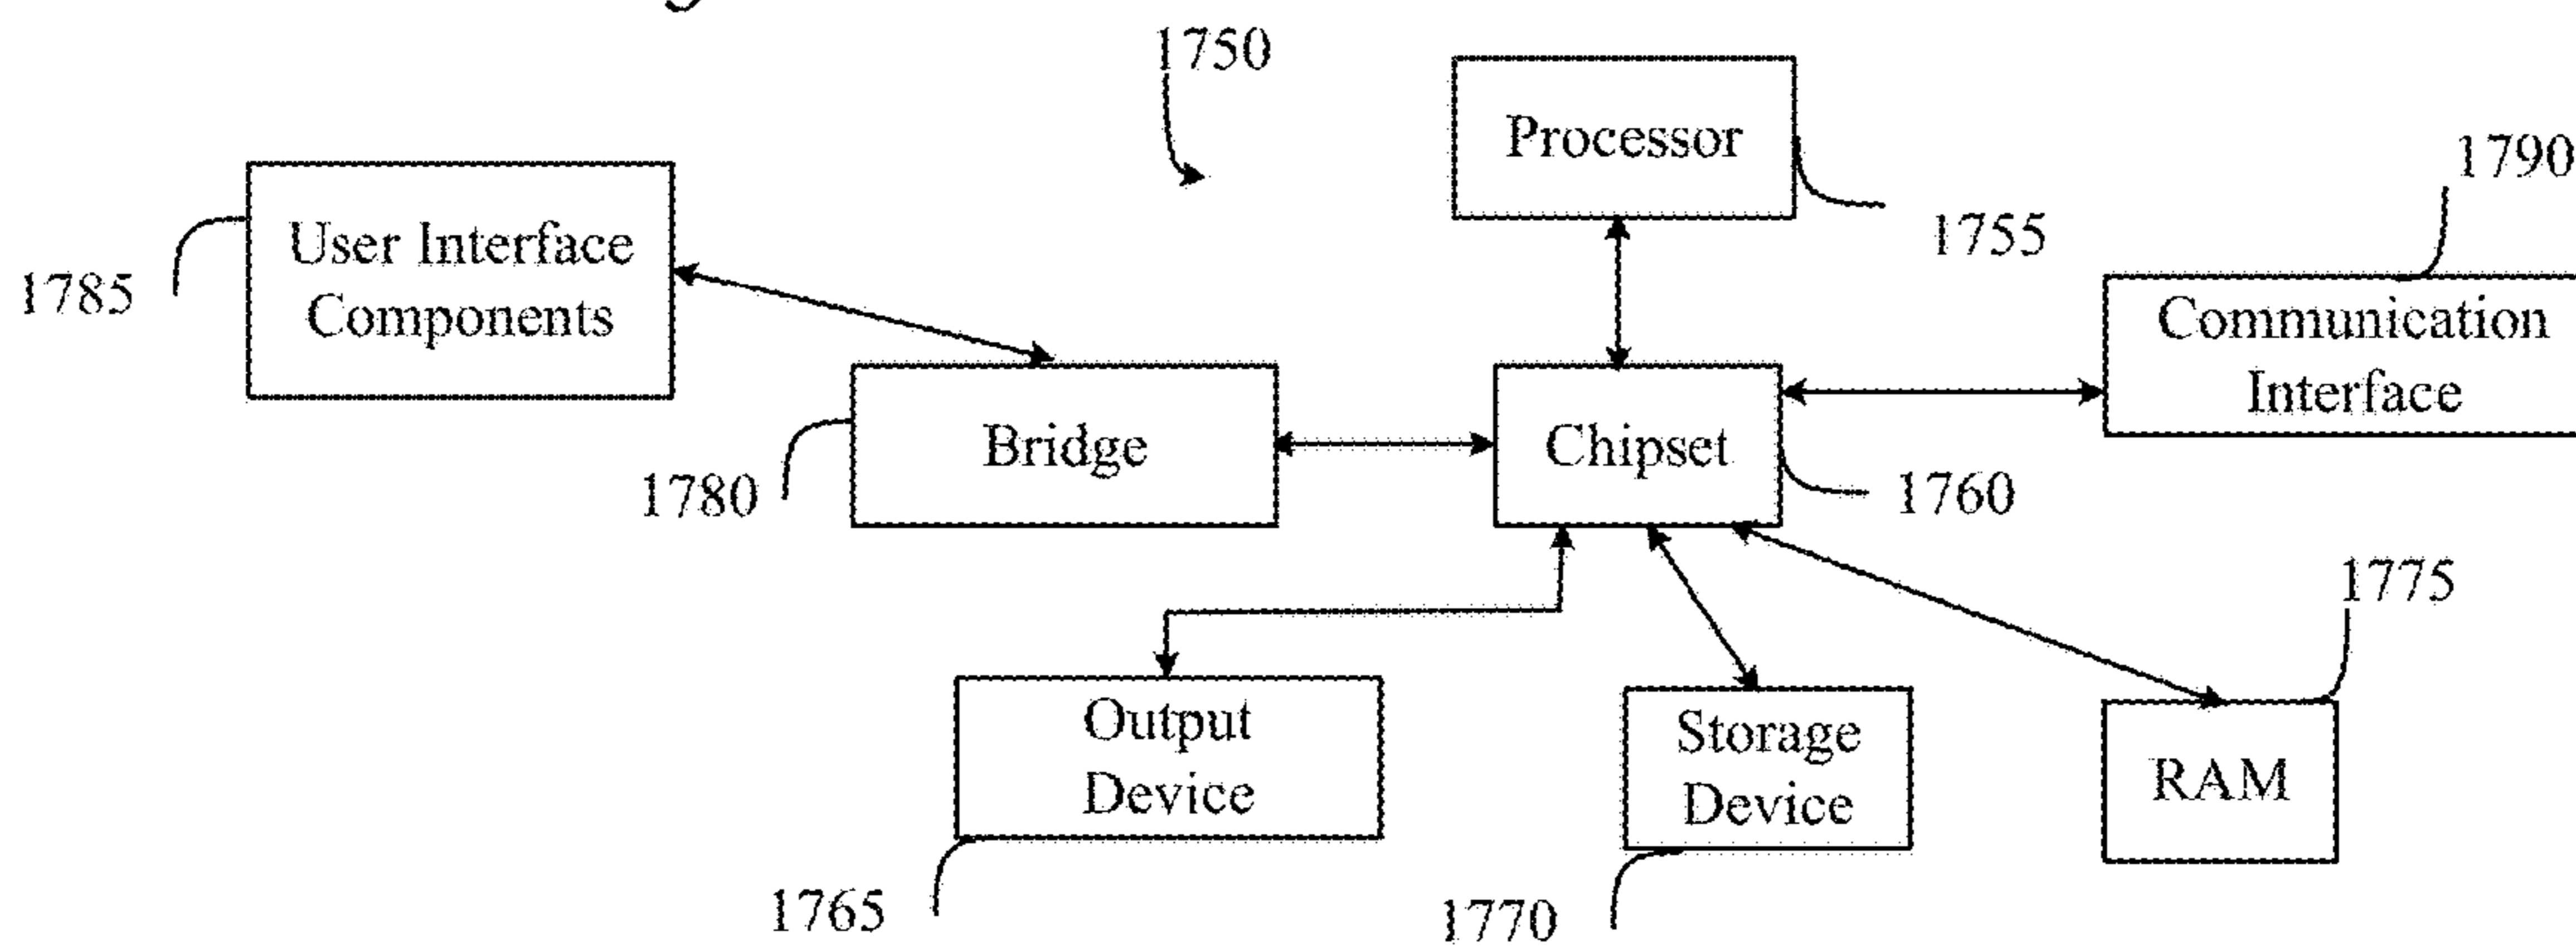 1750
Processor
1790
User Interface
Components
1755
1785
Communication
Interface
Bridge
Chipset
1780
1760
1775
Output
Device
Storage
Device
RAM
1765
1770